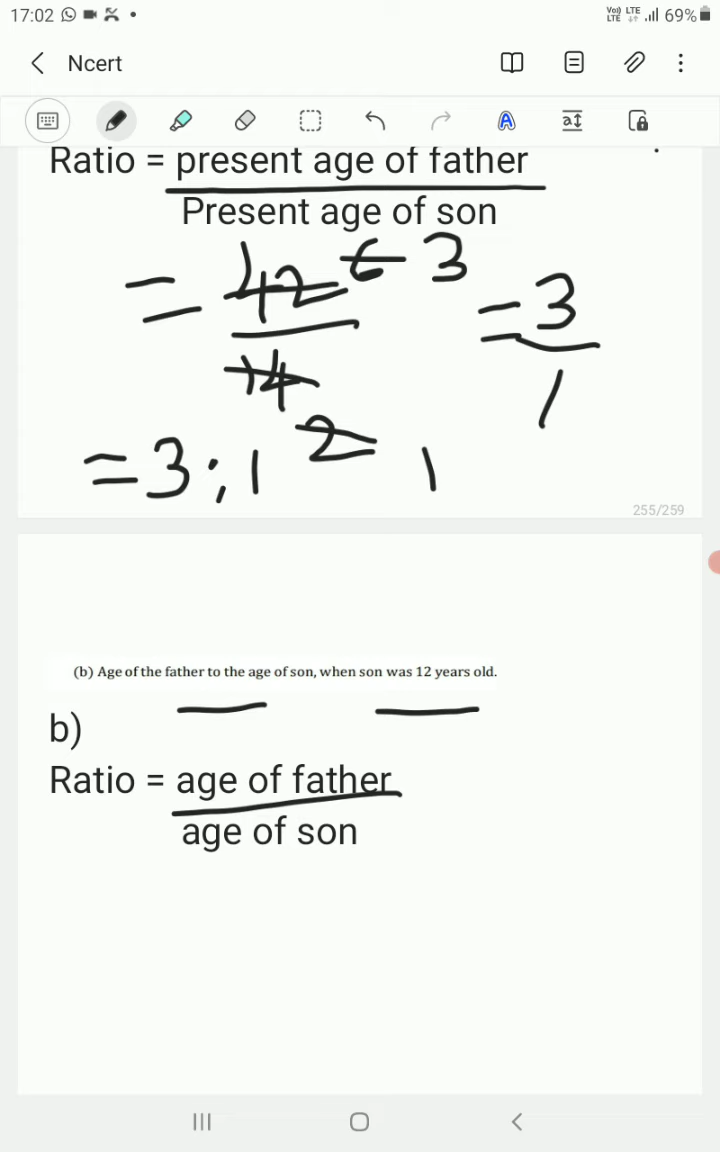 17:02 69%
Ncert
Ratio = present age of father
Present age of son
= 42 6 3 = 3
14 1
= 3:1 2 1
255/259
(b) Age of the father to the age of son, when son was 12 years old.
b)
Ratio = age of father
age of son